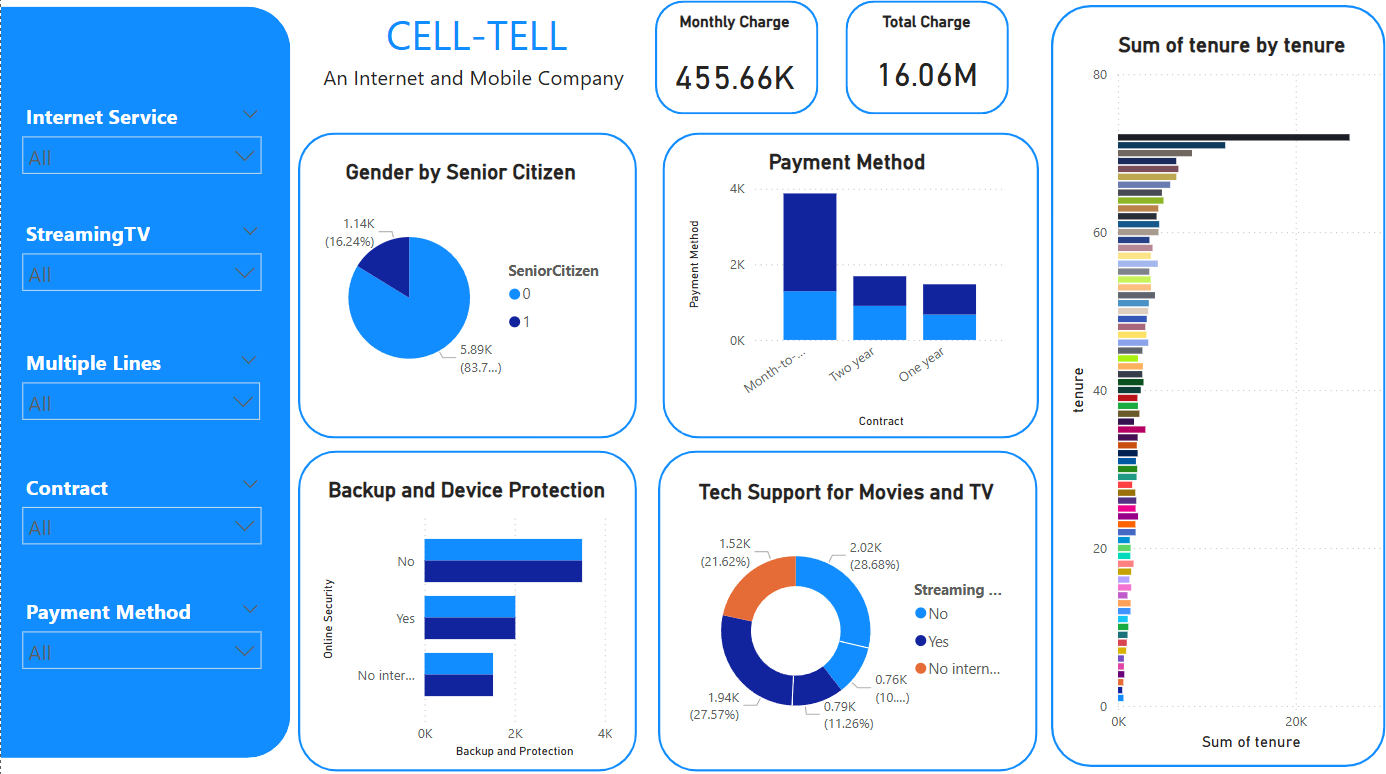 CELL-TELL
An Internet and Mobile Company
Monthly Charge
455.66K
Total Charge
16.06M
Internet Service
All
StreamingTV
All
Multiple Lines
All
Contract
All
Payment Method
All
Gender by Senior Citizen
1.14K
(16.24%)
5.89K
(83.7...)
SeniorCitizen
0
1
Payment Method
Payment Method
4K
2K
0K
Month-to-...
Two year
One year
Contract
Backup and Device Protection
Online Security
No
Yes
No inter...
0K
2K
4K
Backup and Protection
Tech Support for Movies and TV
1.52K
(21.62%)
2.02K
(28.68%)
0.76K
(10....)
0.79K
(11.26%)
1.94K
(27.57%)
Streaming ...
No
Yes
No intern...
Sum of tenure by tenure
tenure
80
60
40
20
0
0K
20K
Sum of tenure